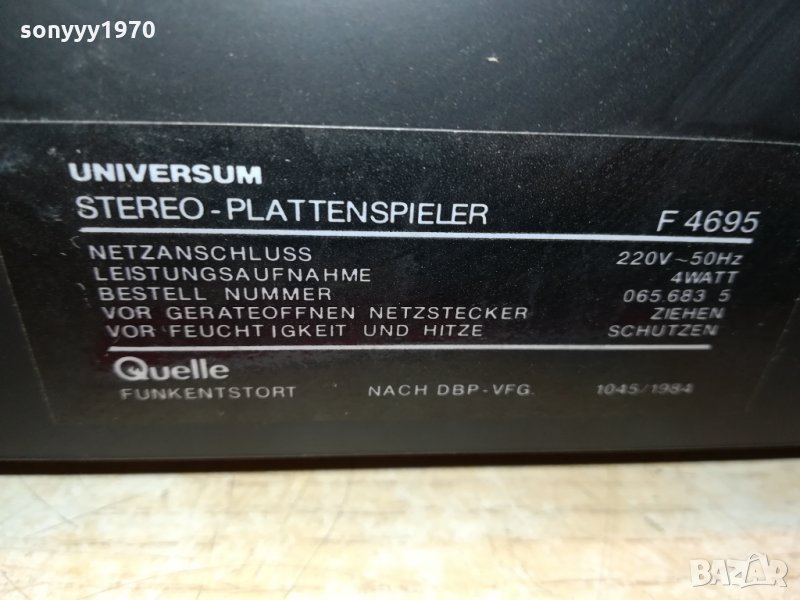 sonyyy1970
UNIVERSUM
STEREO-PLATTENSPIELER F 4695
NETZANSCHLUSS 220V~50Hz
LEISTUNGSAUFNAHME 4WATT
BESTELL NUMMER 065.683 5
VOR GERATEOFFNEN NETZSTECKER ZIEHEN
VOR FEUCHTIGKEIT UND HITZE SCHUTZEN
Quelle
FUNKENTSTORT NACH DBP-VFG. 1045/1984
BAZAR